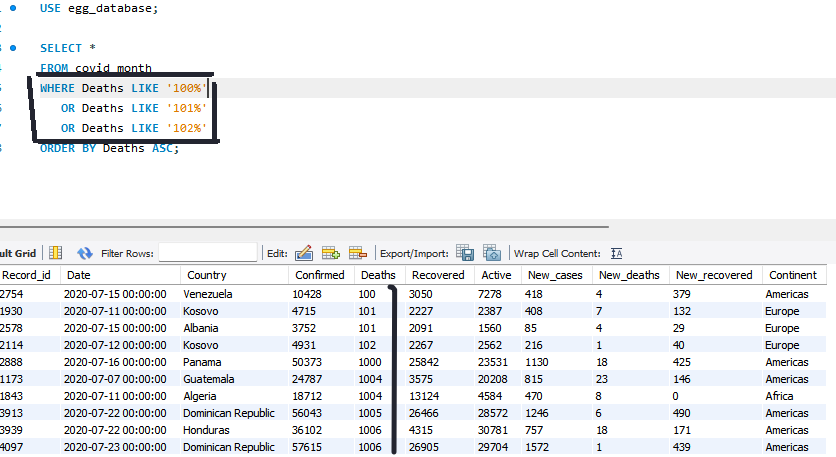 USE egg_database;
SELECT *
FROM covid_month
WHERE Deaths LIKE '100%'
OR Deaths LIKE '101%'
OR Deaths LIKE '102%'
ORDER BY Deaths ASC;
ult Grid Filter Rows: Edit: Export/Import: Wrap Cell Content: IA
Record_id Date Country Confirmed Deaths Recovered Active New_cases New_deaths New_recovered Continent
2754 2020-07-15 00:00:00 Venezuela 10428 100 3050 7278 418 4 379 Americas
1930 2020-07-11 00:00:00 Kosovo 4715 101 2227 2387 408 7 132 Europe
2578 2020-07-15 00:00:00 Albania 3752 101 2091 1560 85 4 29 Europe
2114 2020-07-12 00:00:00 Kosovo 4931 102 2267 2562 216 1 40 Europe
2888 2020-07-16 00:00:00 Panama 50373 1000 25842 23531 1130 18 425 Americas
1173 2020-07-07 00:00:00 Guatemala 24787 1004 3575 20208 815 23 146 Americas
1843 2020-07-11 00:00:00 Algeria 18712 1004 13124 4584 470 8 0 Africa
3913 2020-07-22 00:00:00 Dominican Republic 56043 1005 26466 28572 1246 6 490 Americas
3939 2020-07-22 00:00:00 Honduras 36102 1006 4315 30781 757 18 171 Americas
4097 2020-07-23 00:00:00 Dominican Republic 57615 1006 26905 29704 1572 1 439 Americas